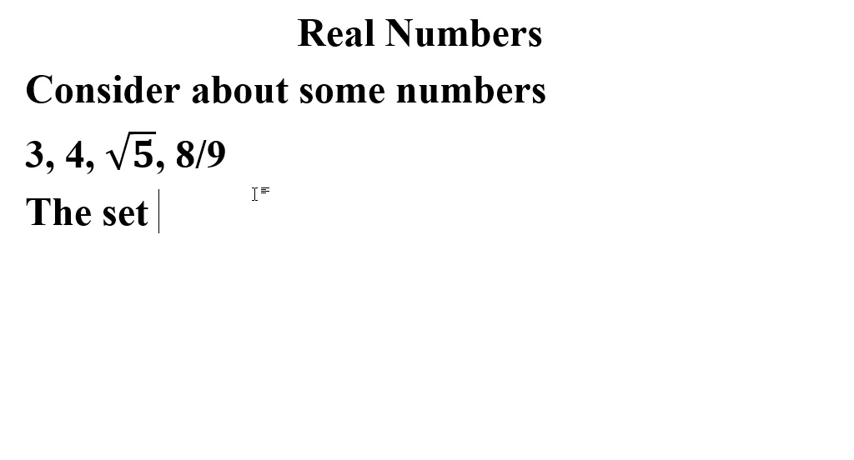 Real Numbers
Consider about some numbers
3, 4, √5, 8/9
The set